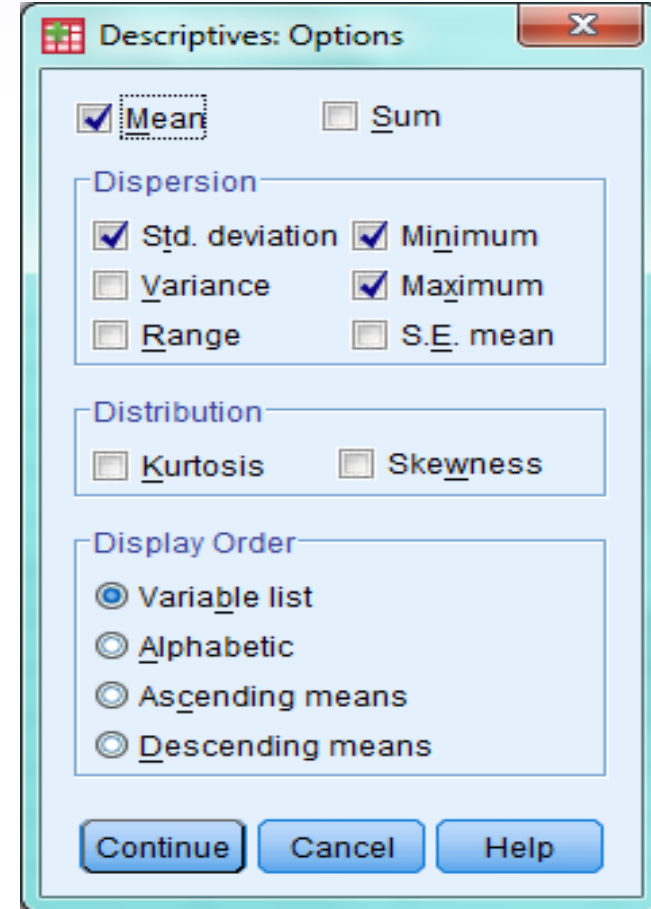 Descriptives: Options
Mean Sum
Dispersion
Std. deviation Minimum
Variance Maximum
Range S.E. mean
Distribution
Kurtosis Skewness
Display Order
Variable list
Alphabetic
Ascending means
Descending means
Continue Cancel Help